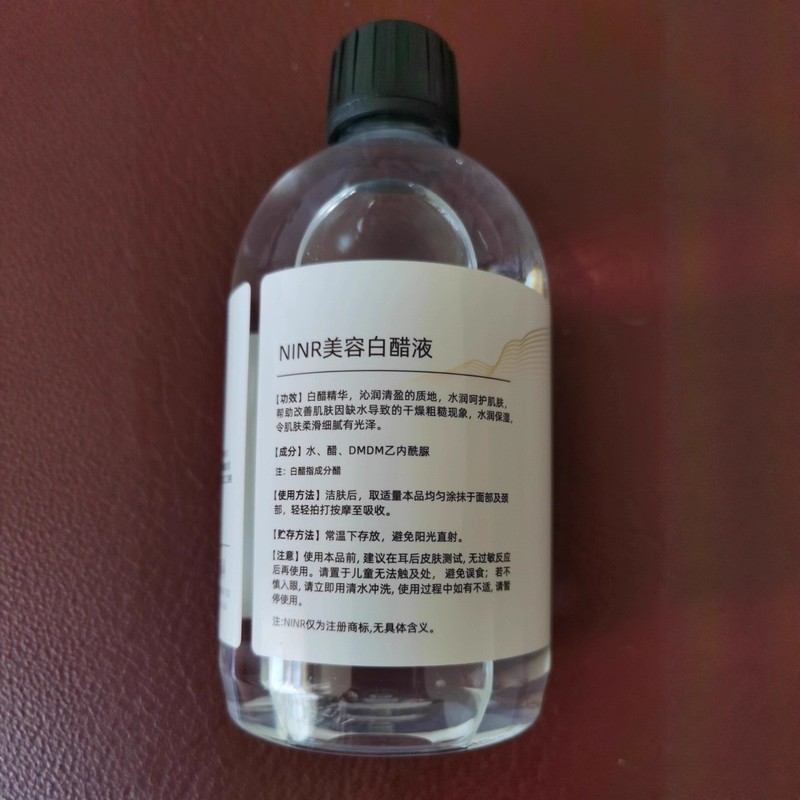 NINR美容白醋液
【功效】白醋精华，沁润清盈的质地，水润呵护肌肤，
帮助改善肌肤因缺水导致的干燥粗糙现象，水润保湿，
令肌肤柔滑细腻有光泽。
【成分】水、醋、DMDM乙内酰脲
注：白醋指成分醋
【使用方法】洁肤后，取适量本品均匀涂抹于面部及颈
部，轻轻拍打按摩至吸收。
【贮存方法】常温下存放，避免阳光直射。
【注意】使用本品前,建议在耳后皮肤测试,无过敏反应
后再使用。请置于儿童无法触及处，避免误食；若不
慎入眼,请立即用清水冲洗,使用过程中如有不适,请暂
停使用。
注:NINR仅为注册商标,无具体含义。